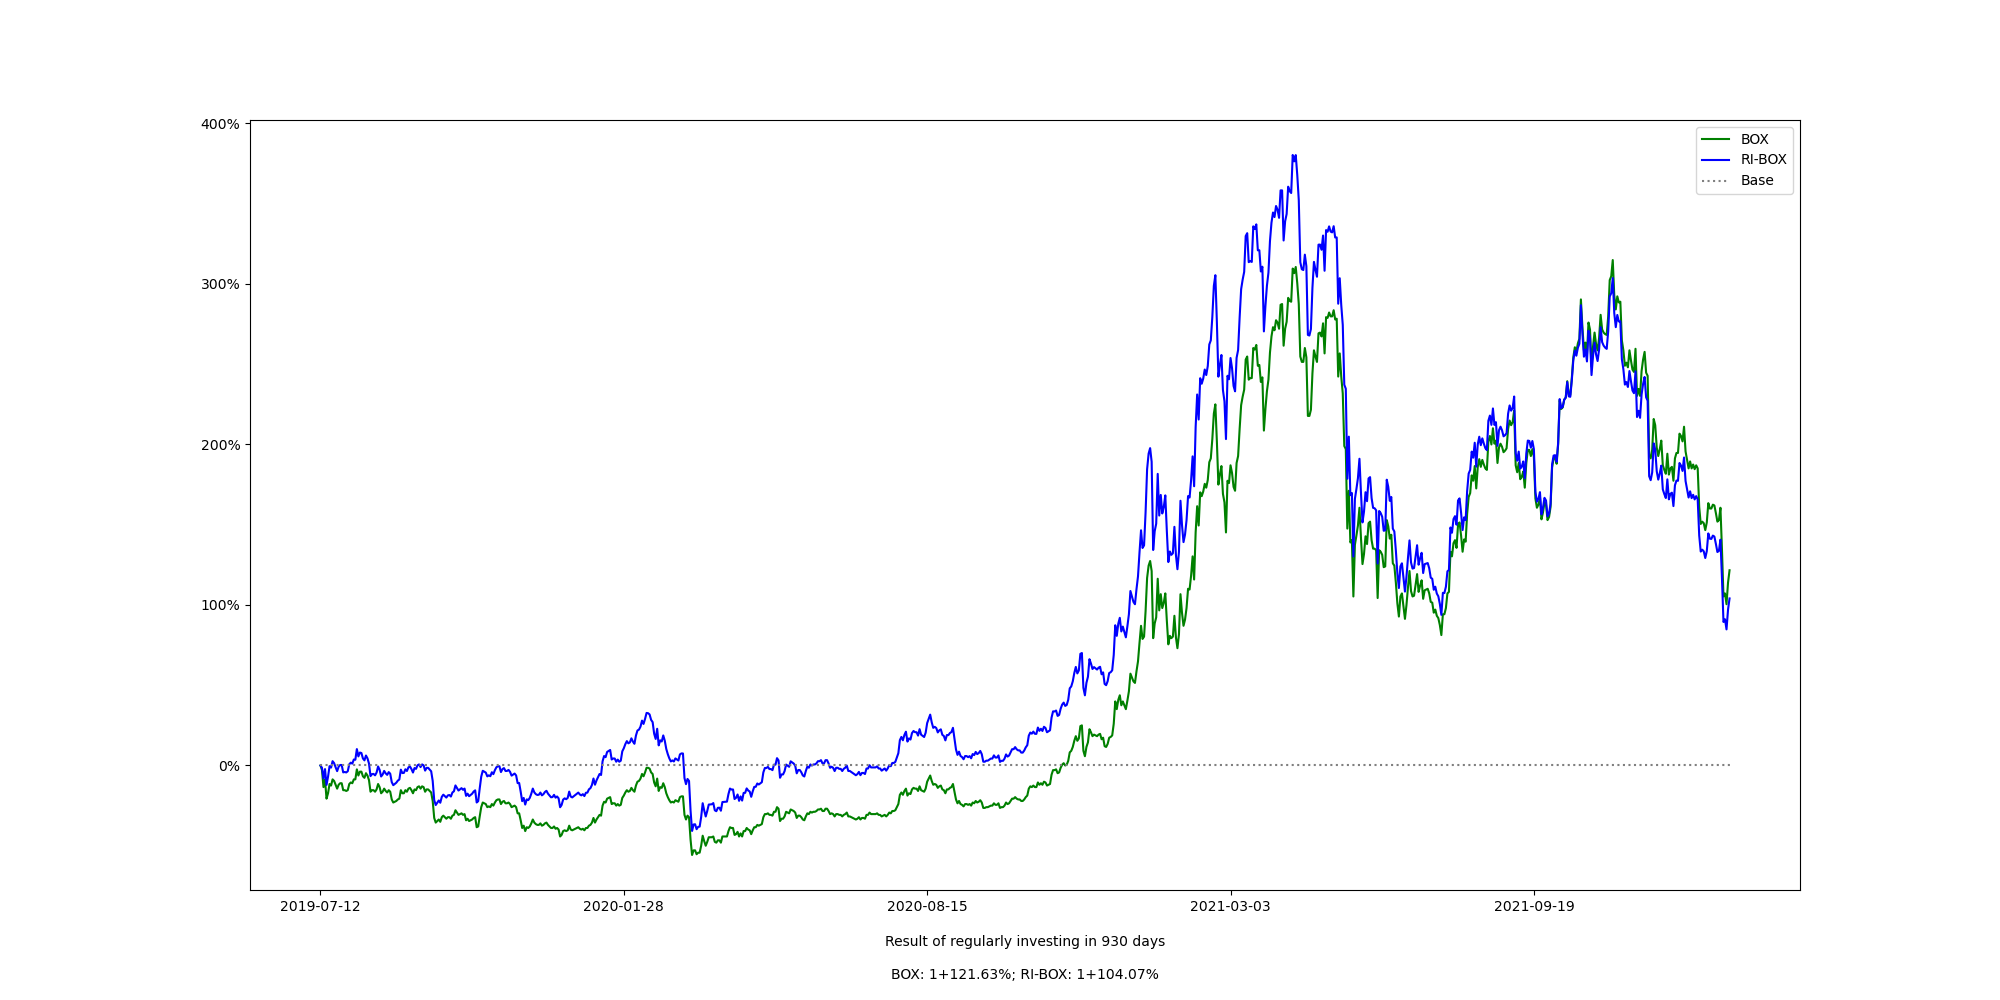 400%
300%
200%
100%
0%
BOX
RI-BOX
Base
2019-07-12
2020-01-28
2020-08-15
2021-03-03
2021-09-19
Result of regularly investing in 930 days
BOX: 1+121.63%; RI-BOX: 1+104.07%